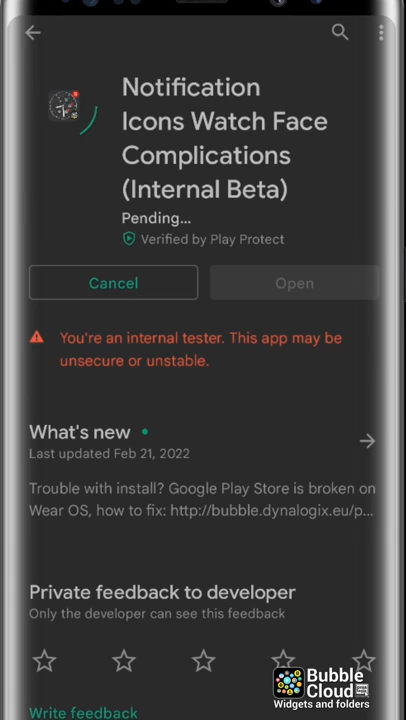 Notification
Icons Watch Face
Complications
(Internal Beta)
Pending...
Verified by Play Protect
Cancel
Open
You're an internal tester. This app may be
unsecure or unstable.
What's new
Last updated Feb 21, 2022
Trouble with install? Google Play Store is broken on
Wear OS, how to fix: http://bubble.dynalogix.eu/p...
Private feedback to developer
Only the developer can see this feedback
Write feedback
Bubble
Cloud
Widgets and folders